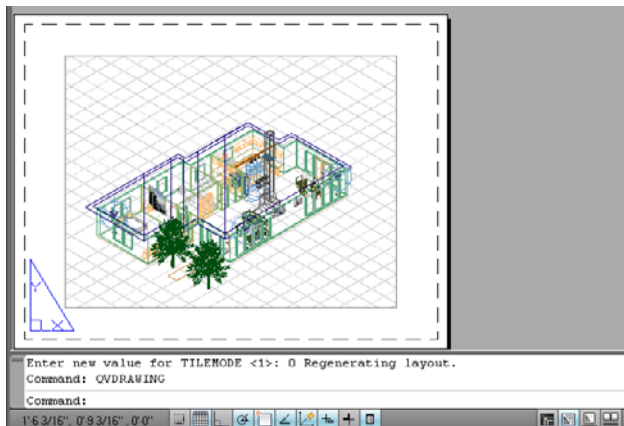 Y
X
Enter new value for TILEMODE <1>: 0 Regenerating layout.
Command: QVDRAWING
Command:
1'6 3/16", 0'9 3/16", 0'0"